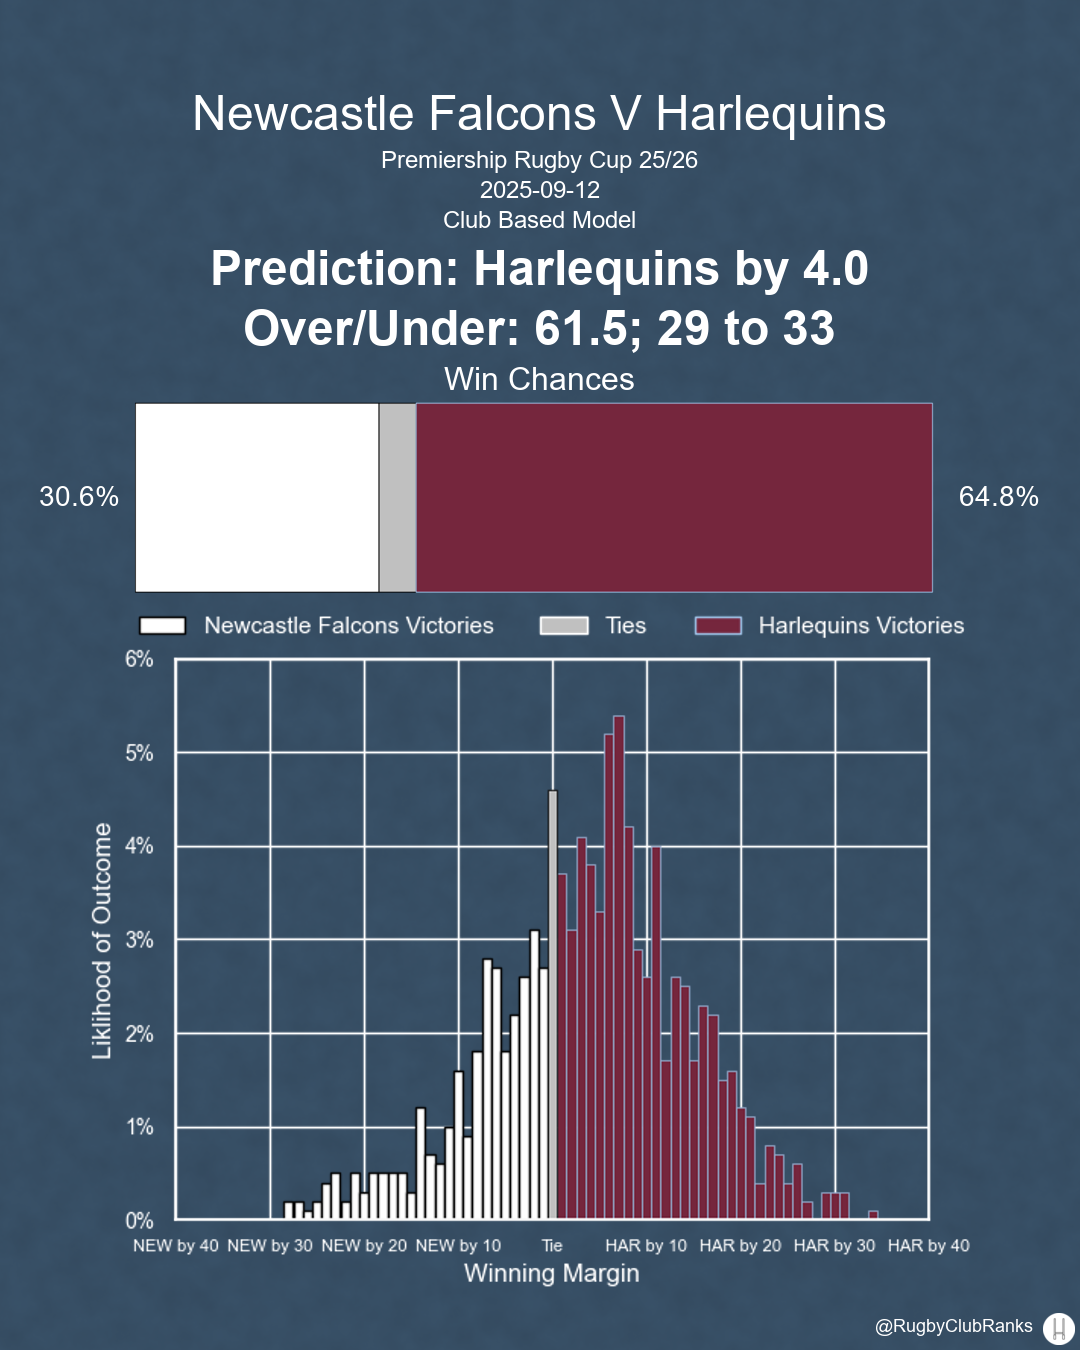 Newcastle Falcons V Harlequins
Premiership Rugby Cup 25/26
2025-09-12
Club Based Model
Prediction: Harlequins by 4.0
Over/Under: 61.5; 29 to 33
Win Chances
30.6%
64.8%
Newcastle Falcons Victories
Ties
Harlequins Victories
6%
5%
4%
3%
2%
1%
0%
Liklihood of Outcome
NEW by 40
NEW by 30
NEW by 20
NEW by 10
Tie
HAR by 10
HAR by 20
HAR by 30
HAR by 40
Winning Margin
@RugbyClubRanks